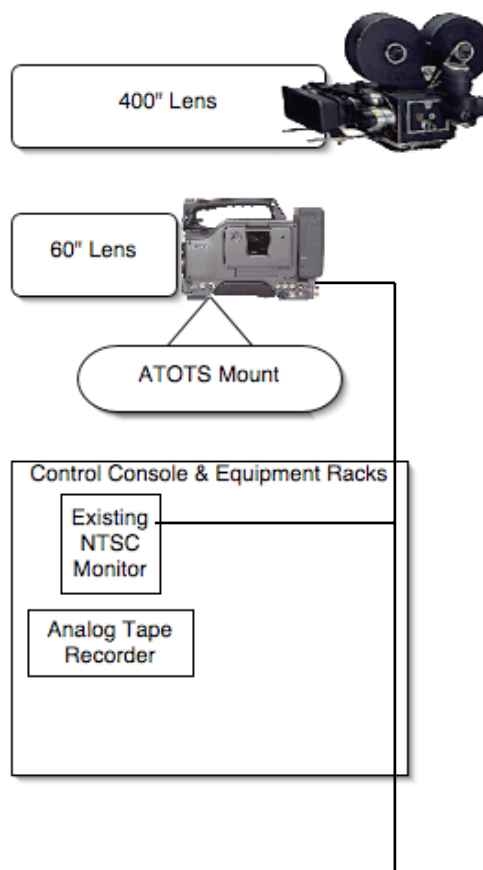 400" Lens
60" Lens
ATOTS Mount
Control Console & Equipment Racks
Existing
NTSC
Monitor
Analog Tape
Recorder